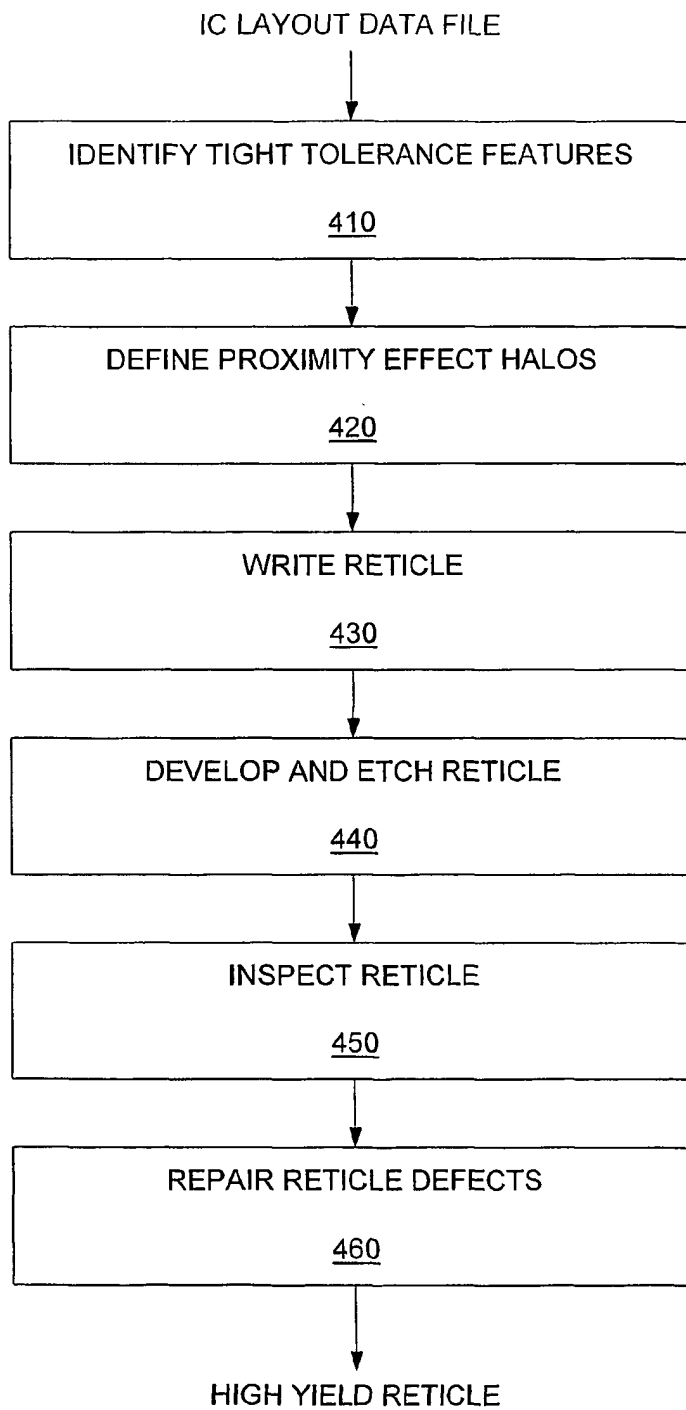 IC LAYOUT DATA FILE
IDENTIFY TIGHT TOLERANCE FEATURES
410
DEFINE PROXIMITY EFFECT HALOS
420
WRITE RETICLE
430
DEVELOP AND ETCH RETICLE
440
INSPECT RETICLE
450
REPAIR RETICLE DEFECTS
460
HIGH YIELD RETICLE